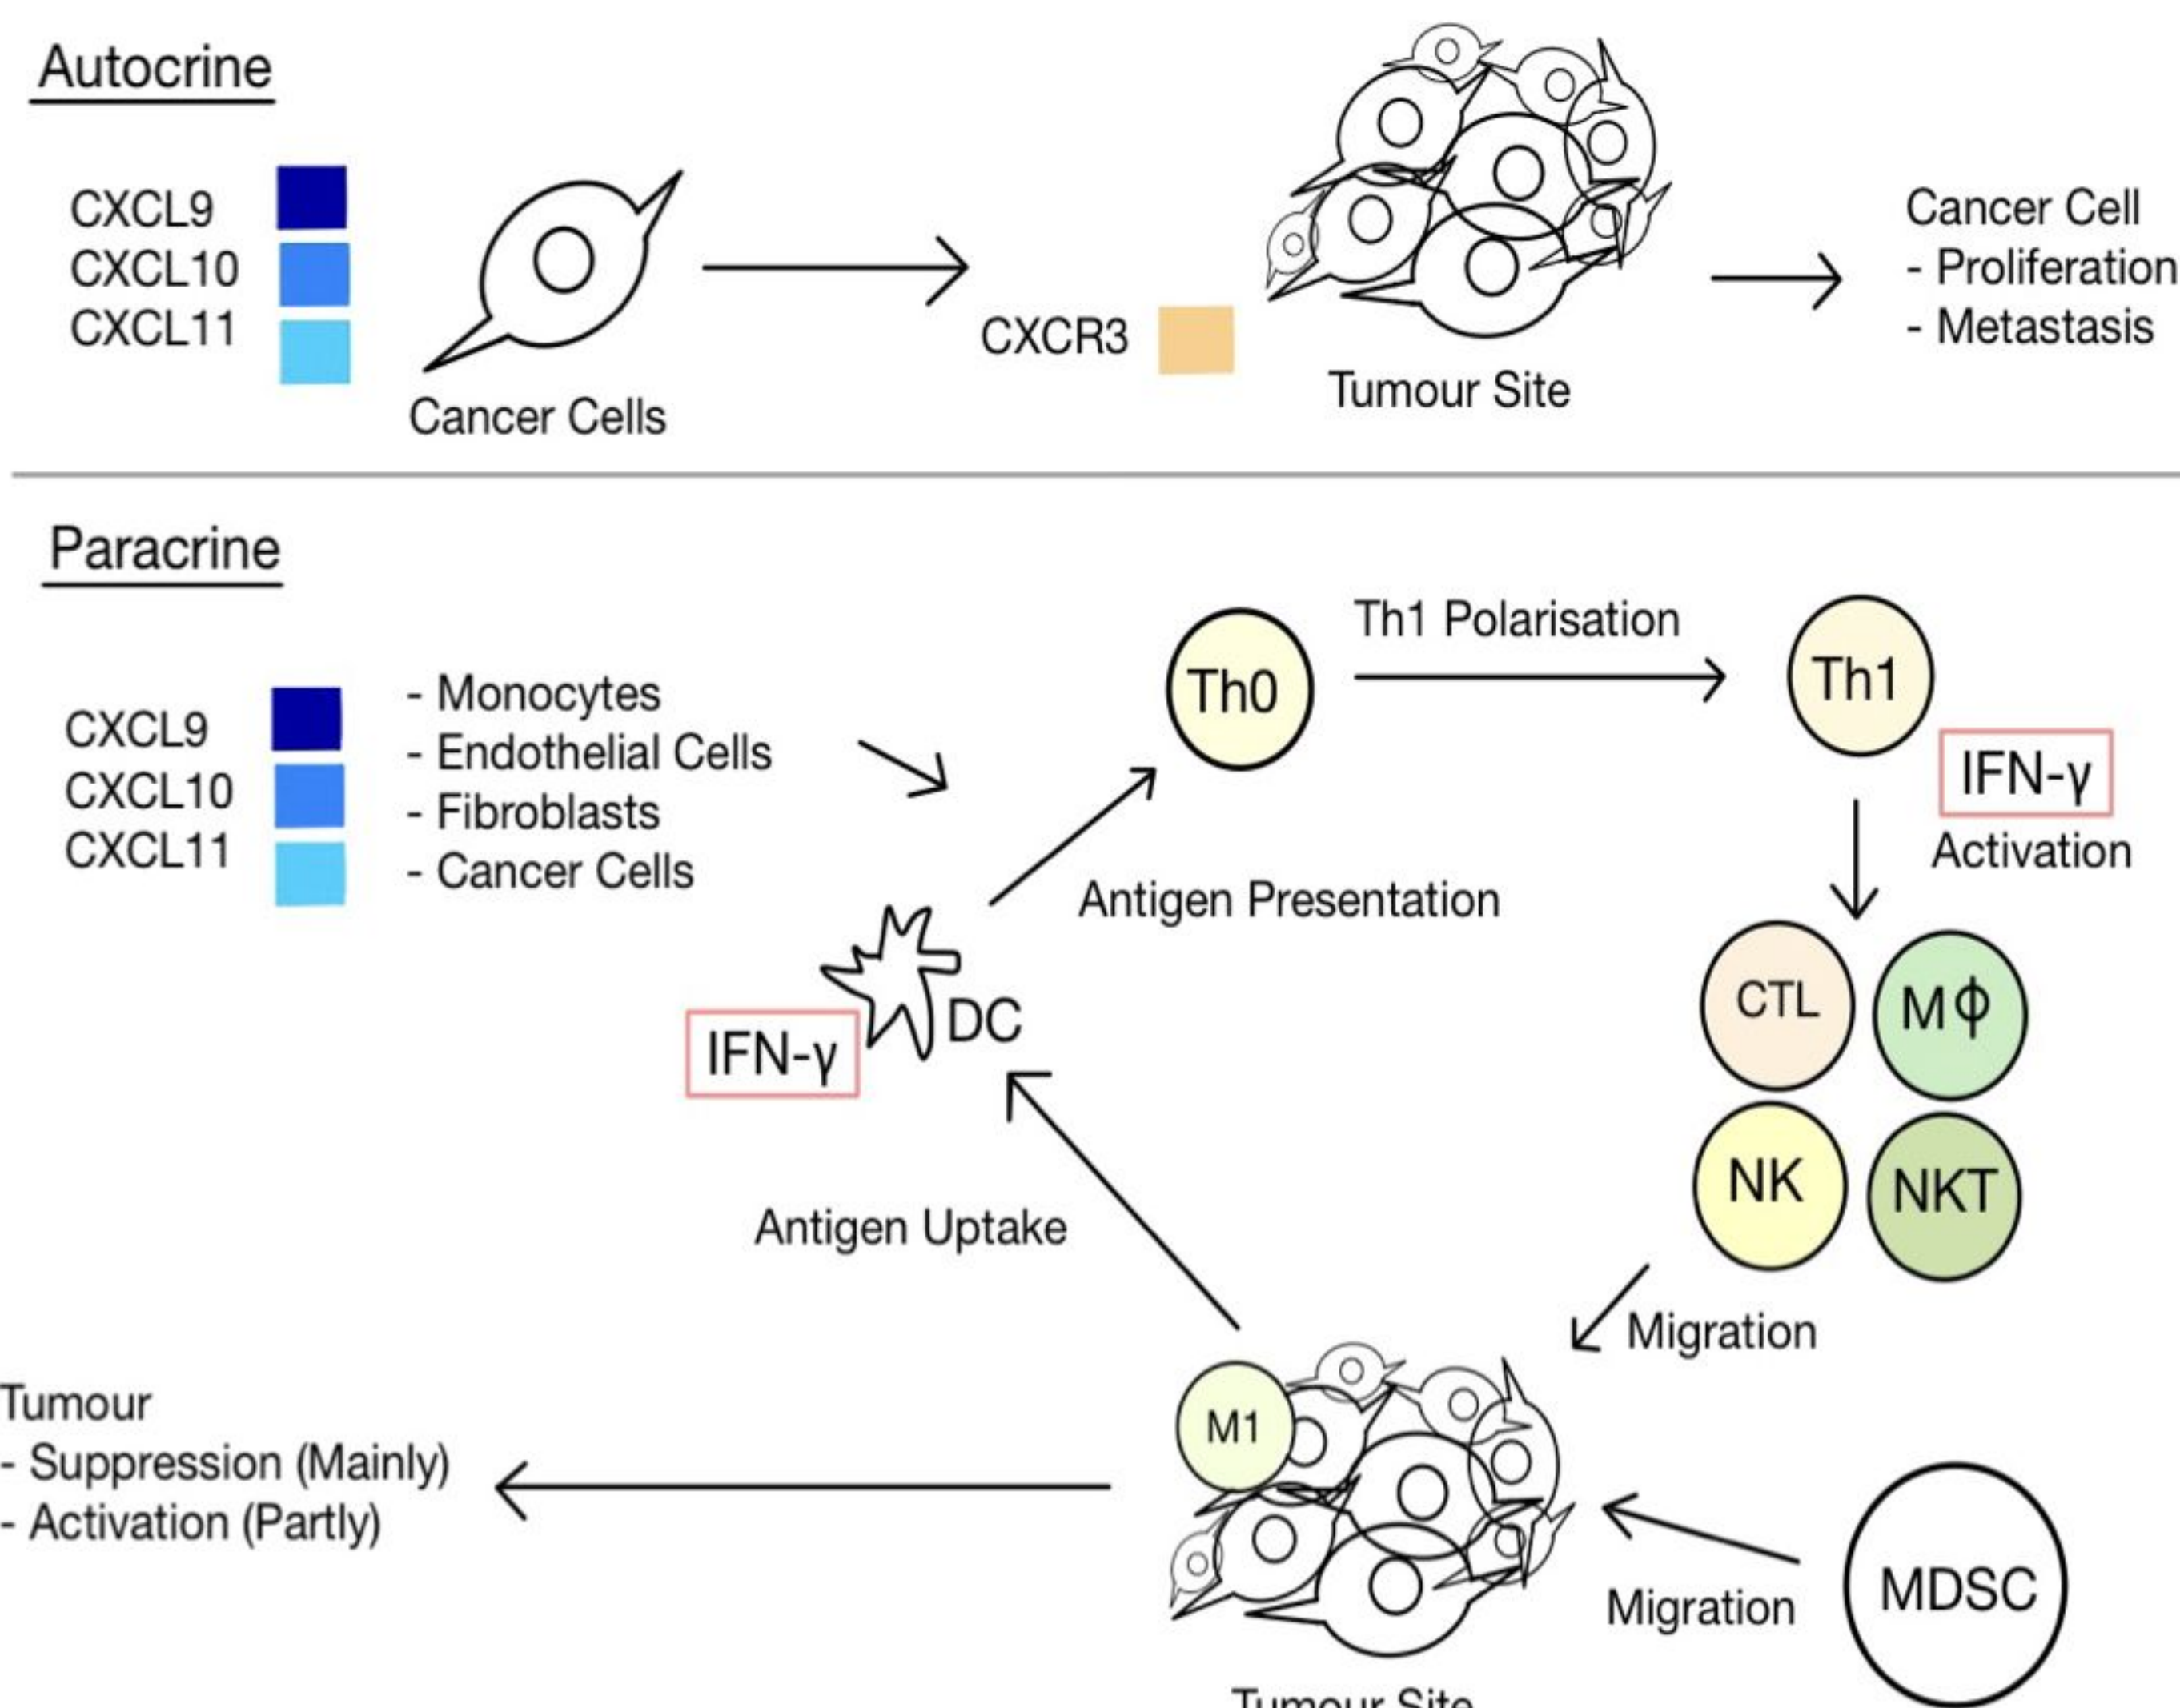 Autocrine
CXCL9
CXCL10
CXCL11
Cancer Cells
CXCR3
Tumour Site
Cancer Cell
- Proliferation
- Metastasis
Paracrine
CXCL9
CXCL10
CXCL11
- Monocytes
- Endothelial Cells
- Fibroblasts
- Cancer Cells
Th0
Th1 Polarisation
Th1
IFN-γ
Activation
Antigen Presentation
DC
IFN-γ
CTL
MΦ
NK
NKT
Antigen Uptake
Migration
M1
Tumour
- Suppression (Mainly)
- Activation (Partly)
MDSC
Migration
Tumour Site